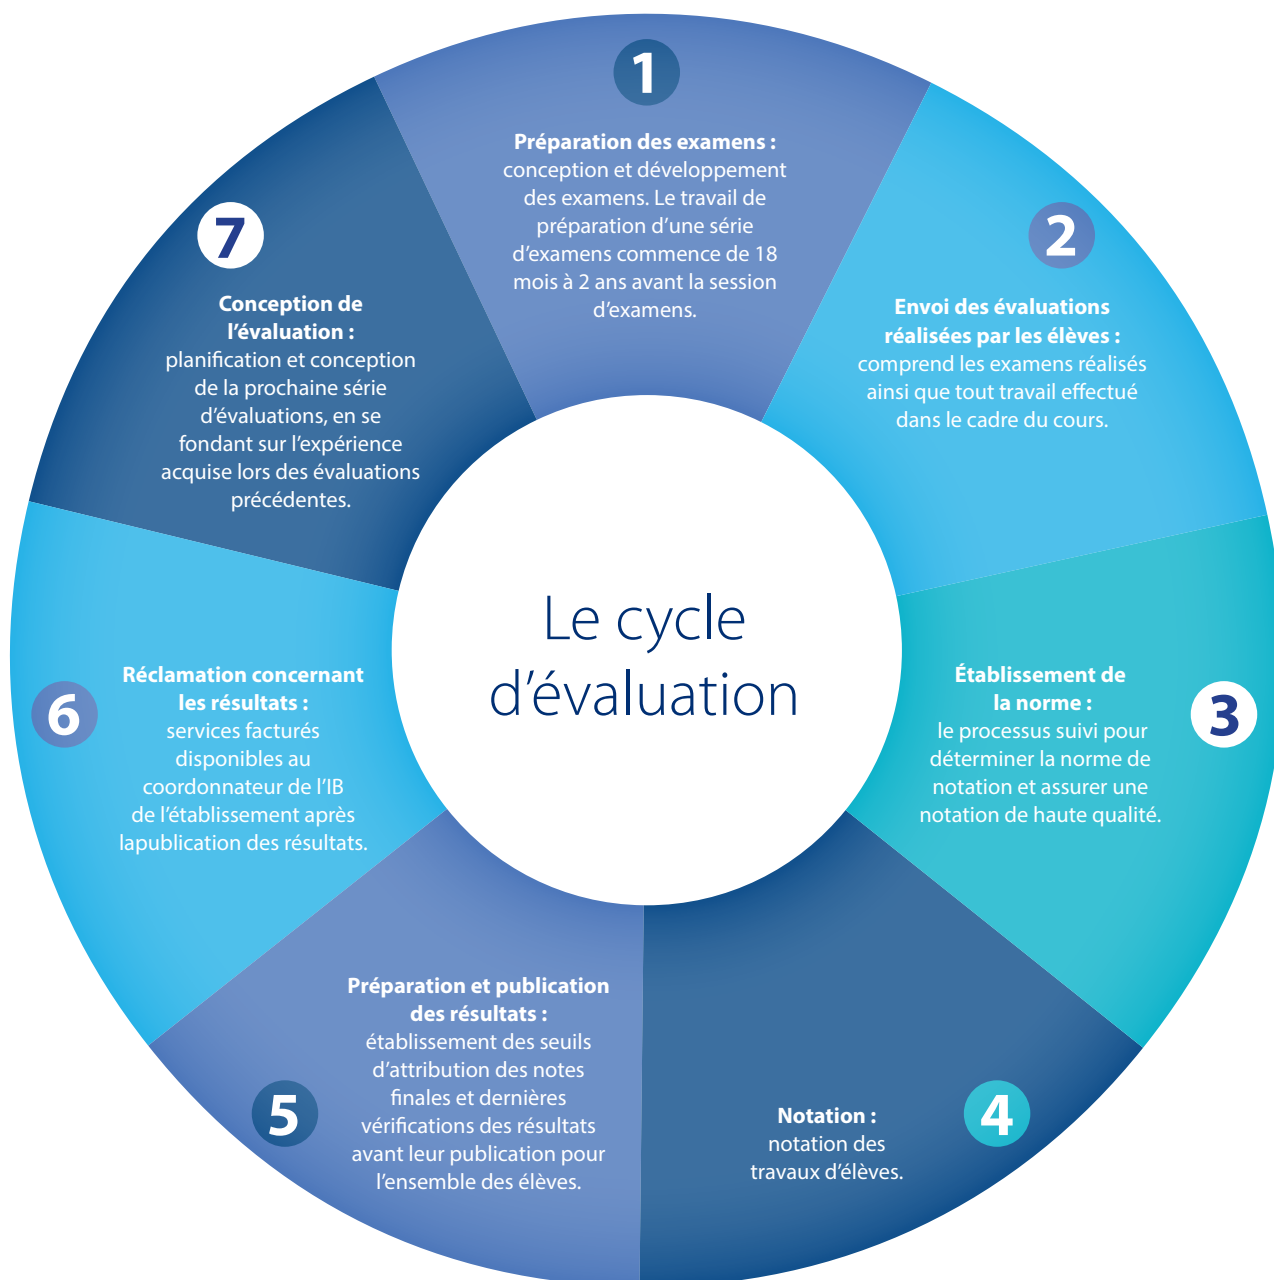 Le cycle
d'évaluation
1
Préparation des examens :
conception et développement
des examens. Le travail de
préparation d’une série
d’examens commence de 18
mois à 2 ans avant la session
d’examens.
2
Envoi des évaluations
réalisées par les élèves :
comprend les examens réalisés
ainsi que tout travail effectué
dans le cadre du cours.
3
Établissement de
la norme :
le processus suivi pour
déterminer la norme de
notation et assurer une
notation de haute qualité.
4
Notation :
notation des
travaux d’élèves.
5
Préparation et publication
des résultats :
établissement des seuils
d’attribution des notes
finales et dernières
vérifications des résultats
avant leur publication pour
l’ensemble des élèves.
6
Réclamation concernant
les résultats :
services facturés
disponibles au
coordonnateur de l’IB
de l’établissement après
lapublication des résultats.
7
Conception de
l’évaluation :
planification et conception
de la prochaine série
d’évaluations, en se
fondant sur l’expérience
acquise lors des évaluations
précédentes.